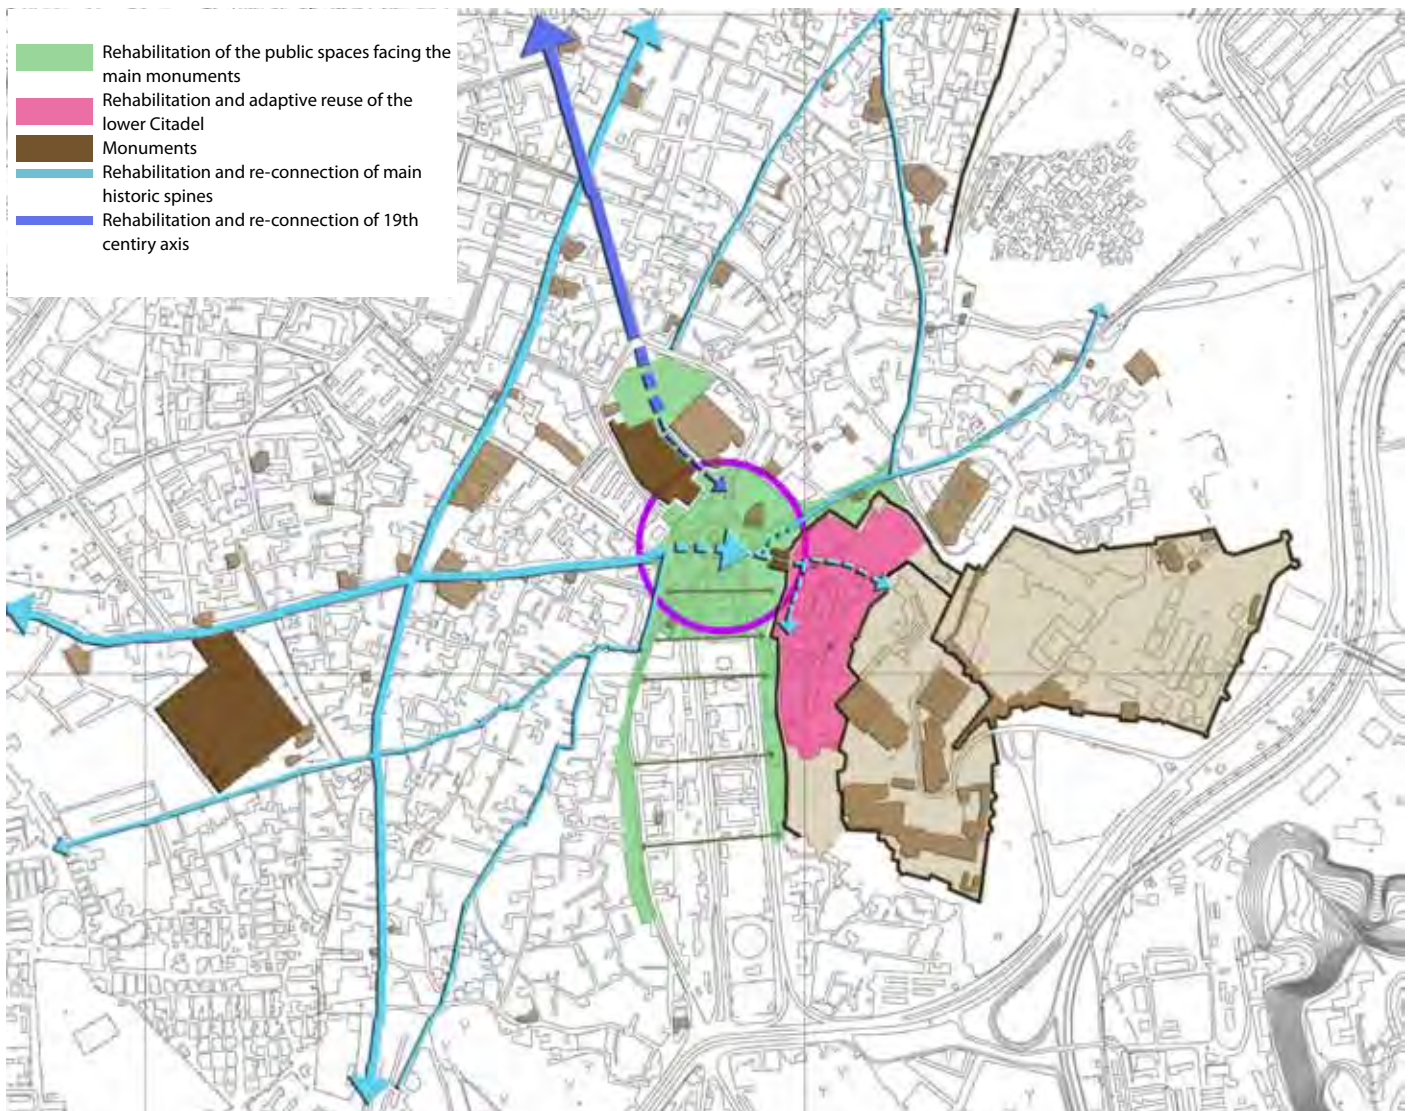 Rehabilitation of the public spaces facing the
main monuments
Rehabilitation and adaptive reuse of the
lower Citadel
Monuments
Rehabilitation and re-connection of main
historic spines
Rehabilitation and re-connection of 19th
centiry axis